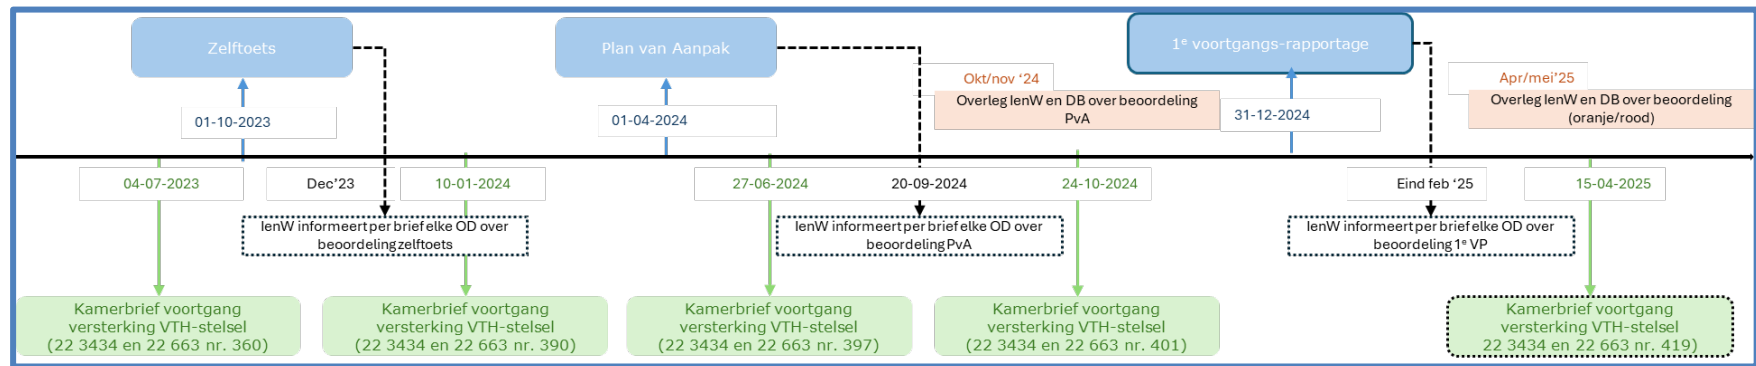 Zelftoets
Plan van Aanpak
1e voortgangs-rapportage
Okt/nov ‘24
Apr/mei’25
Overleg IenW en DB over beoordeling
PvA
Overleg IenW en DB over beoordeling
(oranje/rood)
01-10-2023
01-04-2024
31-12-2024
04-07-2023
Dec’23
10-01-2024
27-06-2024
20-09-2024
24-10-2024
Eind feb ‘25
15-04-2025
IenW informeert per brief elke OD over
beoordeling zelftoets
IenW informeert per brief elke OD over
beoordeling PvA
IenW informeert per brief elke OD over
beoordeling 1e VP
Kamerbrief voortgang
versterking VTH-stelsel
(22 3434 en 22 663 nr. 360)
Kamerbrief voortgang
versterking VTH-stelsel
(22 3434 en 22 663 nr. 390)
Kamerbrief voortgang
versterking VTH-stelsel
(22 3434 en 22 663 nr. 397)
Kamerbrief voortgang
versterking VTH-stelsel
(22 3434 en 22 663 nr. 401)
Kamerbrief voortgang
versterking VTH-stelsel
22 3434 en 22 663 nr. 419)